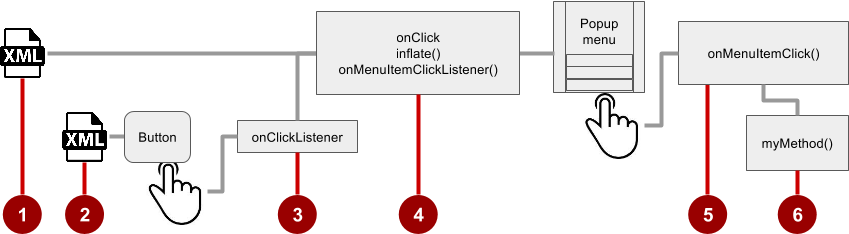 XML
onClick
inflate()
onMenuItemClickListener()
Popup
menu
onMenuItemClick()
XML
Button
onClickListener
myMethod()
1
2
3
4
5
6